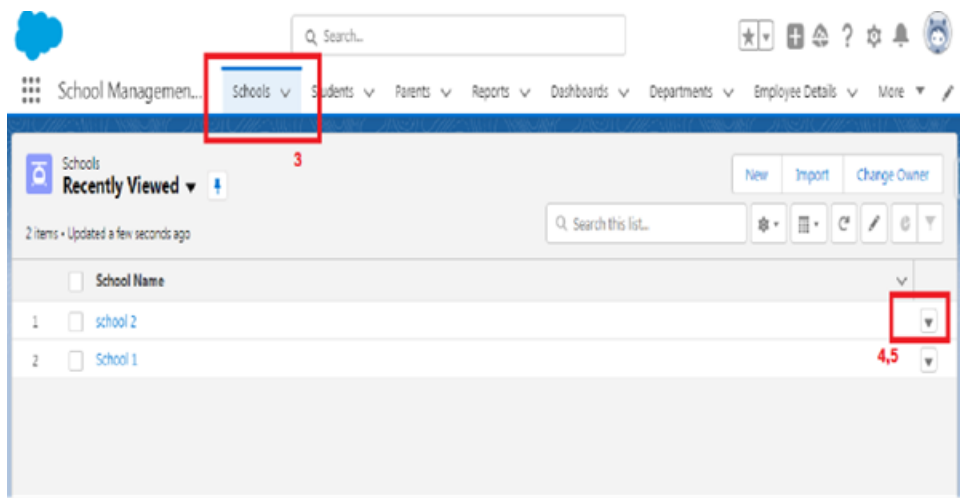 Search...
School Managemen... Schools Students Parents Reports Dashboards Departments Employee Details More
3
Schools
Recently Viewed
New Import Change Owner
2 items • Updated a few seconds ago
Search this list...
School Name
1 school 2
4,5
2 School 1